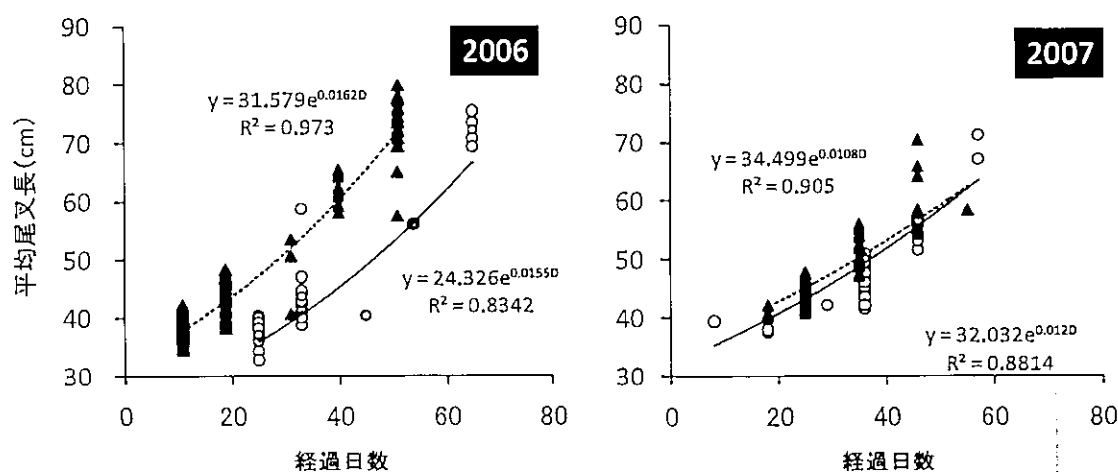 2006
y = 31.579e^0.0162D
R² = 0.973
y = 24.326e^0.0155D
R² = 0.8342
平均尾叉長(cm)
90
80
70
60
50
40
30
0
20
40
60
80
経過日数
2007
y = 34.499e^0.0108D
R² = 0.905
y = 32.032e^0.012D
R² = 0.8814
90
80
70
60
50
40
30
0
20
40
60
80
経過日数